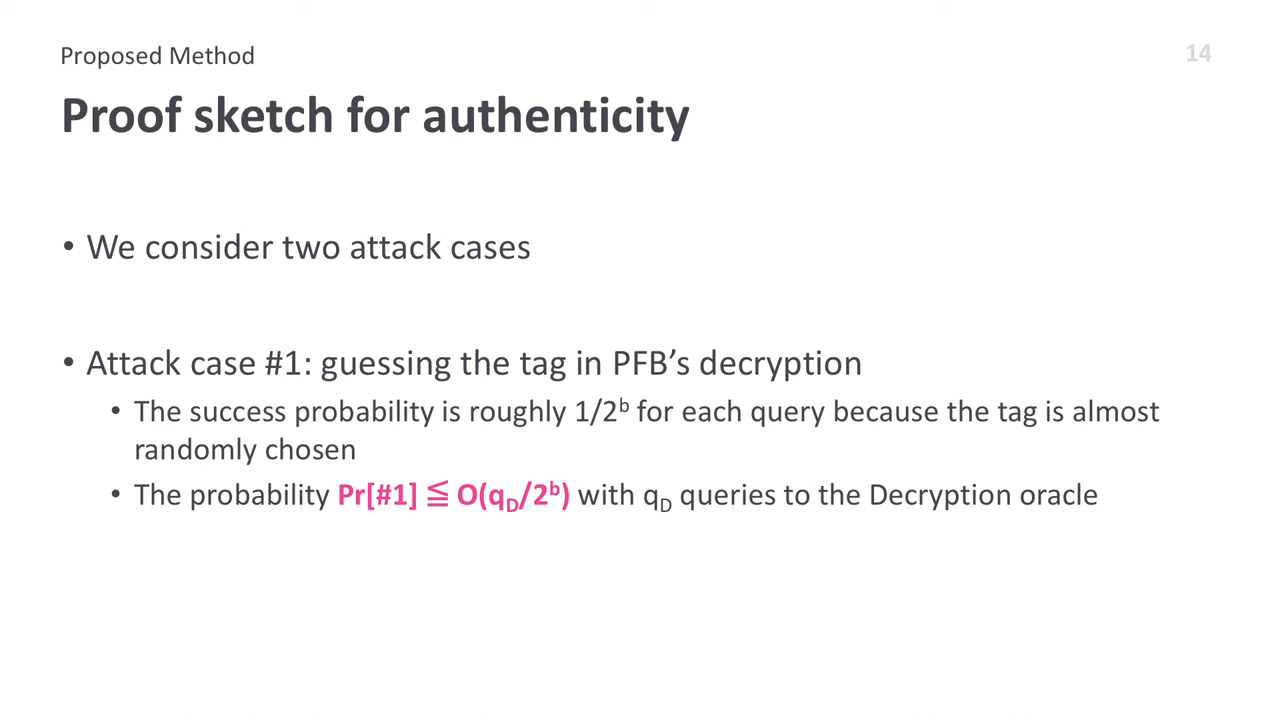 Proposed Method
14
Proof sketch for authenticity
• We consider two attack cases
• Attack case #1: guessing the tag in PFB’s decryption
• The success probability is roughly 1/2ᵇ for each query because the tag is almost
randomly chosen
• The probability Pr[#1] ≦ O(q_D/2ᵇ) with q_D queries to the Decryption oracle